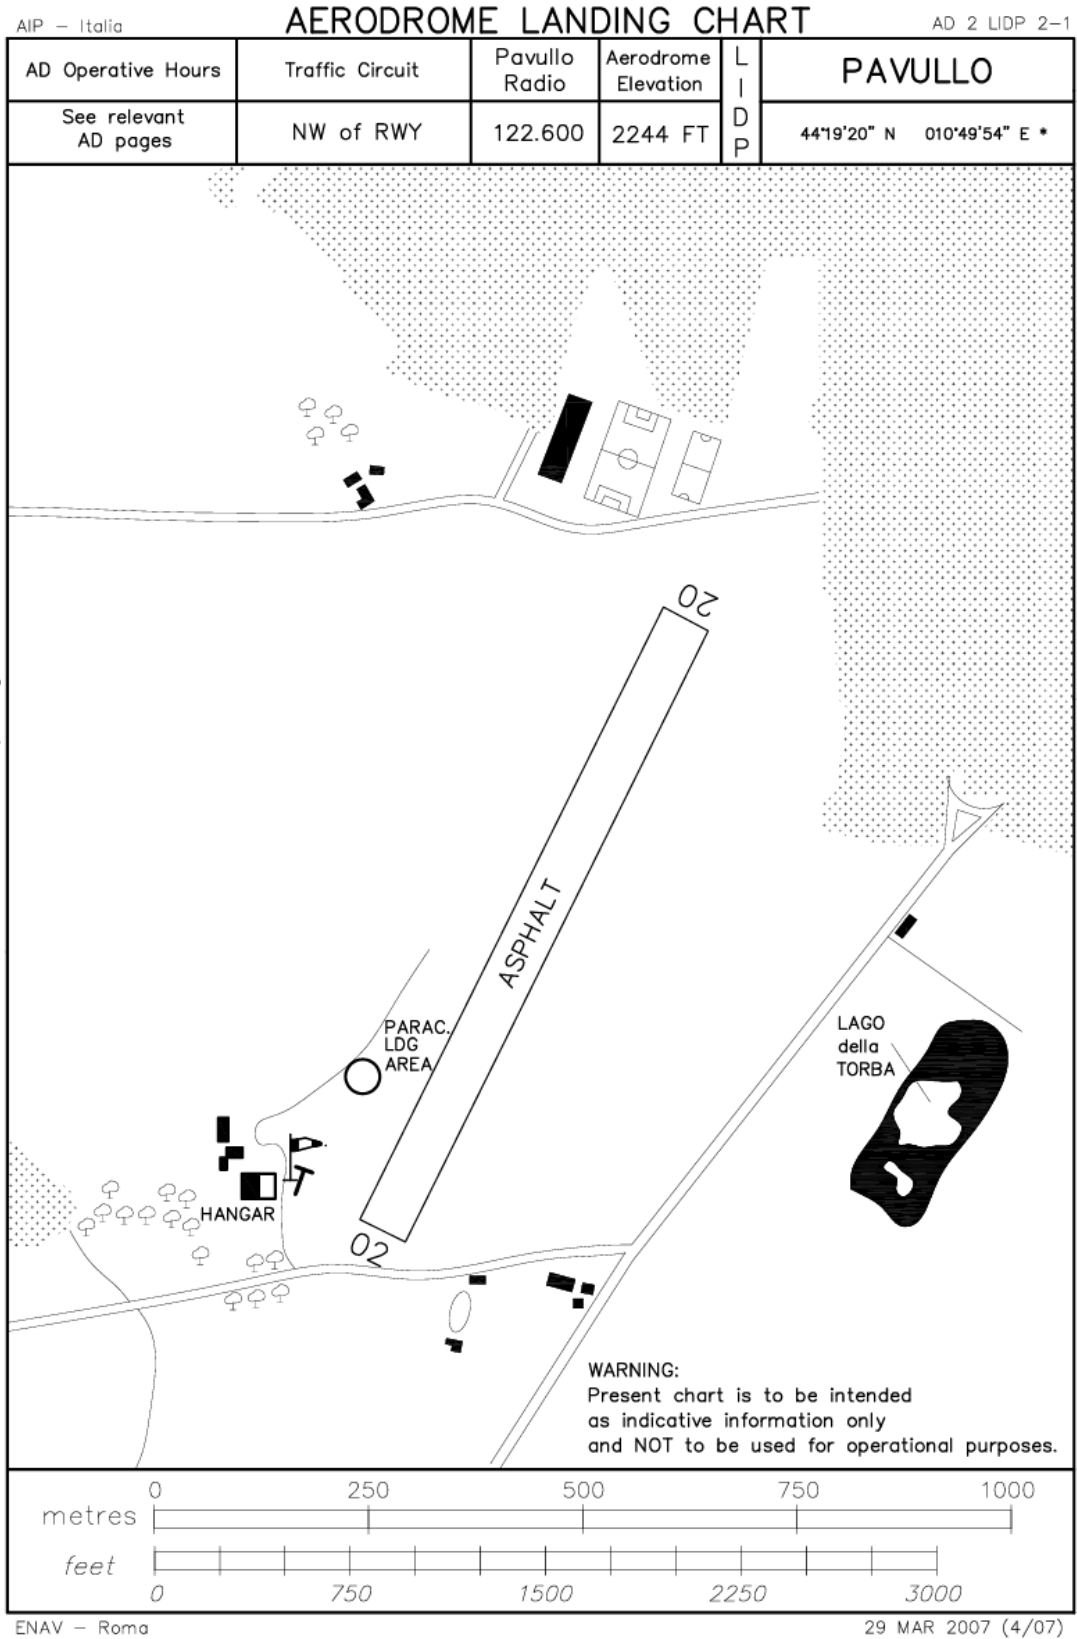 AIP – Italia
AERODROME LANDING CHART
AD 2 LIDP 2-1
AD Operative Hours
Traffic Circuit
Pavullo
Radio
Aerodrome
Elevation
LIDP
PAVULLO
See relevant
AD pages
NW of RWY
122.600
2244 FT
44°19'20" N 010°49'54" E *
20
ASPHALT
PARAC.
LDG
AREA
LAGO
della
TORBA
HANGAR
02
WARNING:
Present chart is to be intended
as indicative information only
and NOT to be used for operational purposes.
0 250 500 750 1000
metres
feet
0 750 1500 2250 3000
ENAV – Roma
29 MAR 2007 (4/07)